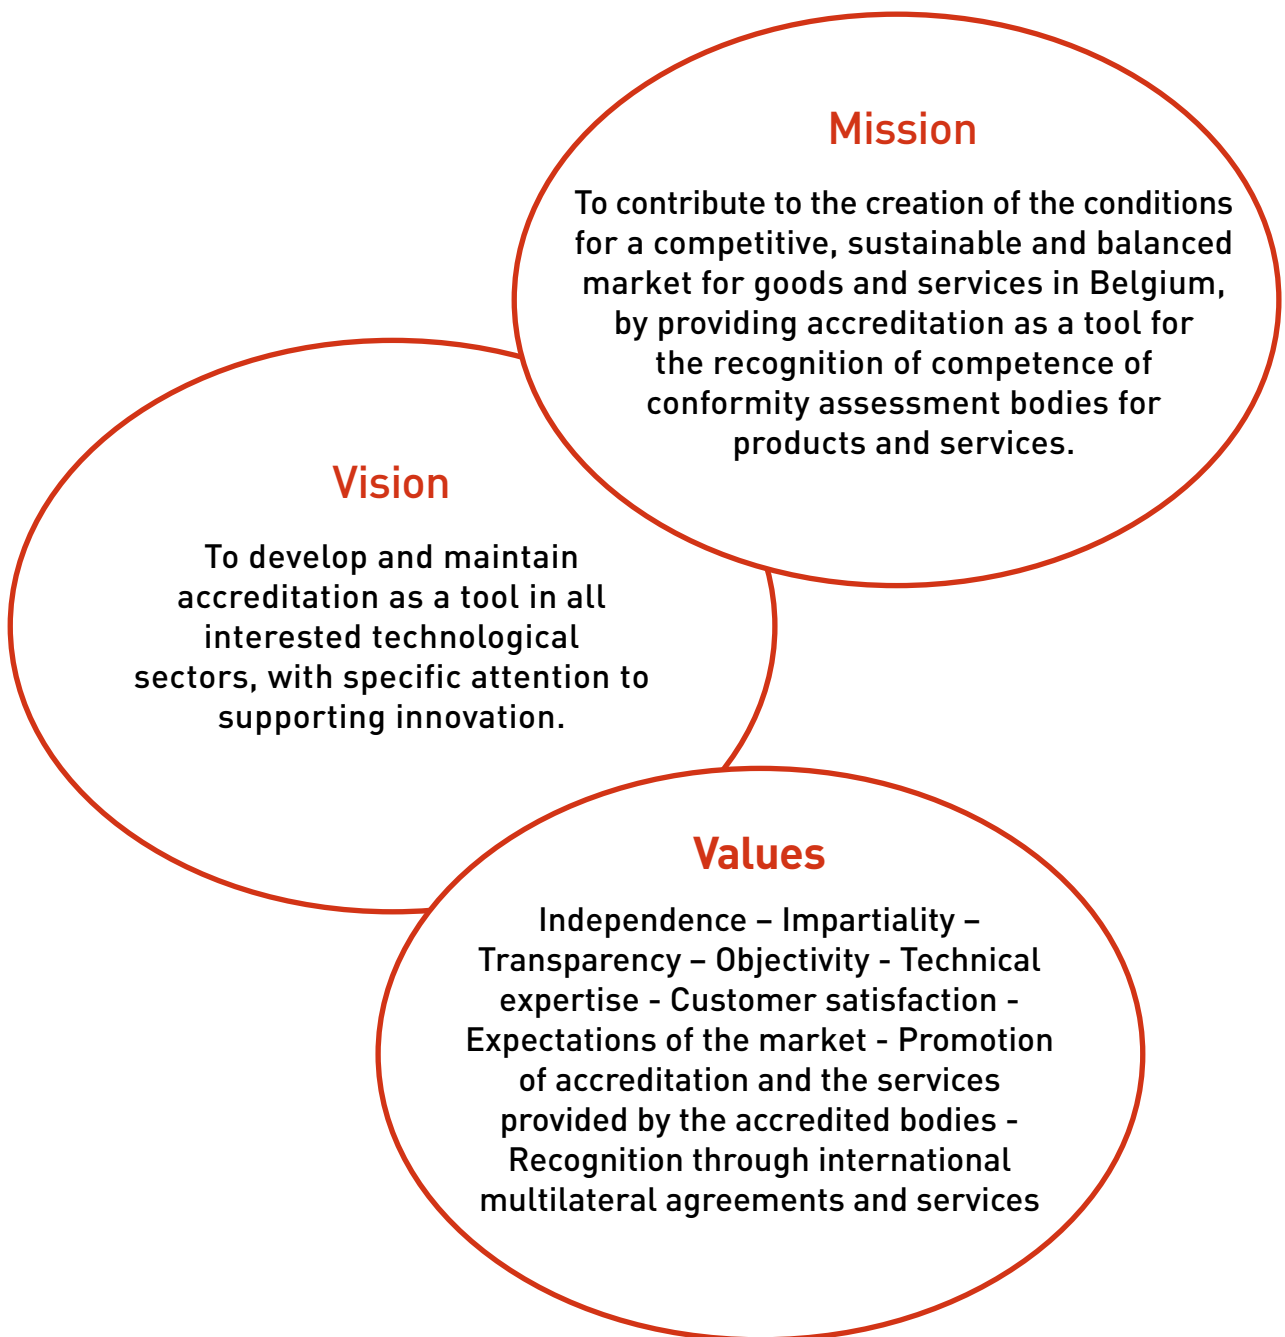 Mission
To contribute to the creation of the conditions
for a competitive, sustainable and balanced
market for goods and services in Belgium,
by providing accreditation as a tool for
the recognition of competence of
conformity assessment bodies for
products and services.
Vision
To develop and maintain
accreditation as a tool in all
interested technological
sectors, with specific attention to
supporting innovation.
Values
Independence – Impartiality –
Transparency – Objectivity - Technical
expertise - Customer satisfaction -
Expectations of the market - Promotion
of accreditation and the services
provided by the accredited bodies -
Recognition through international
multilateral agreements and services